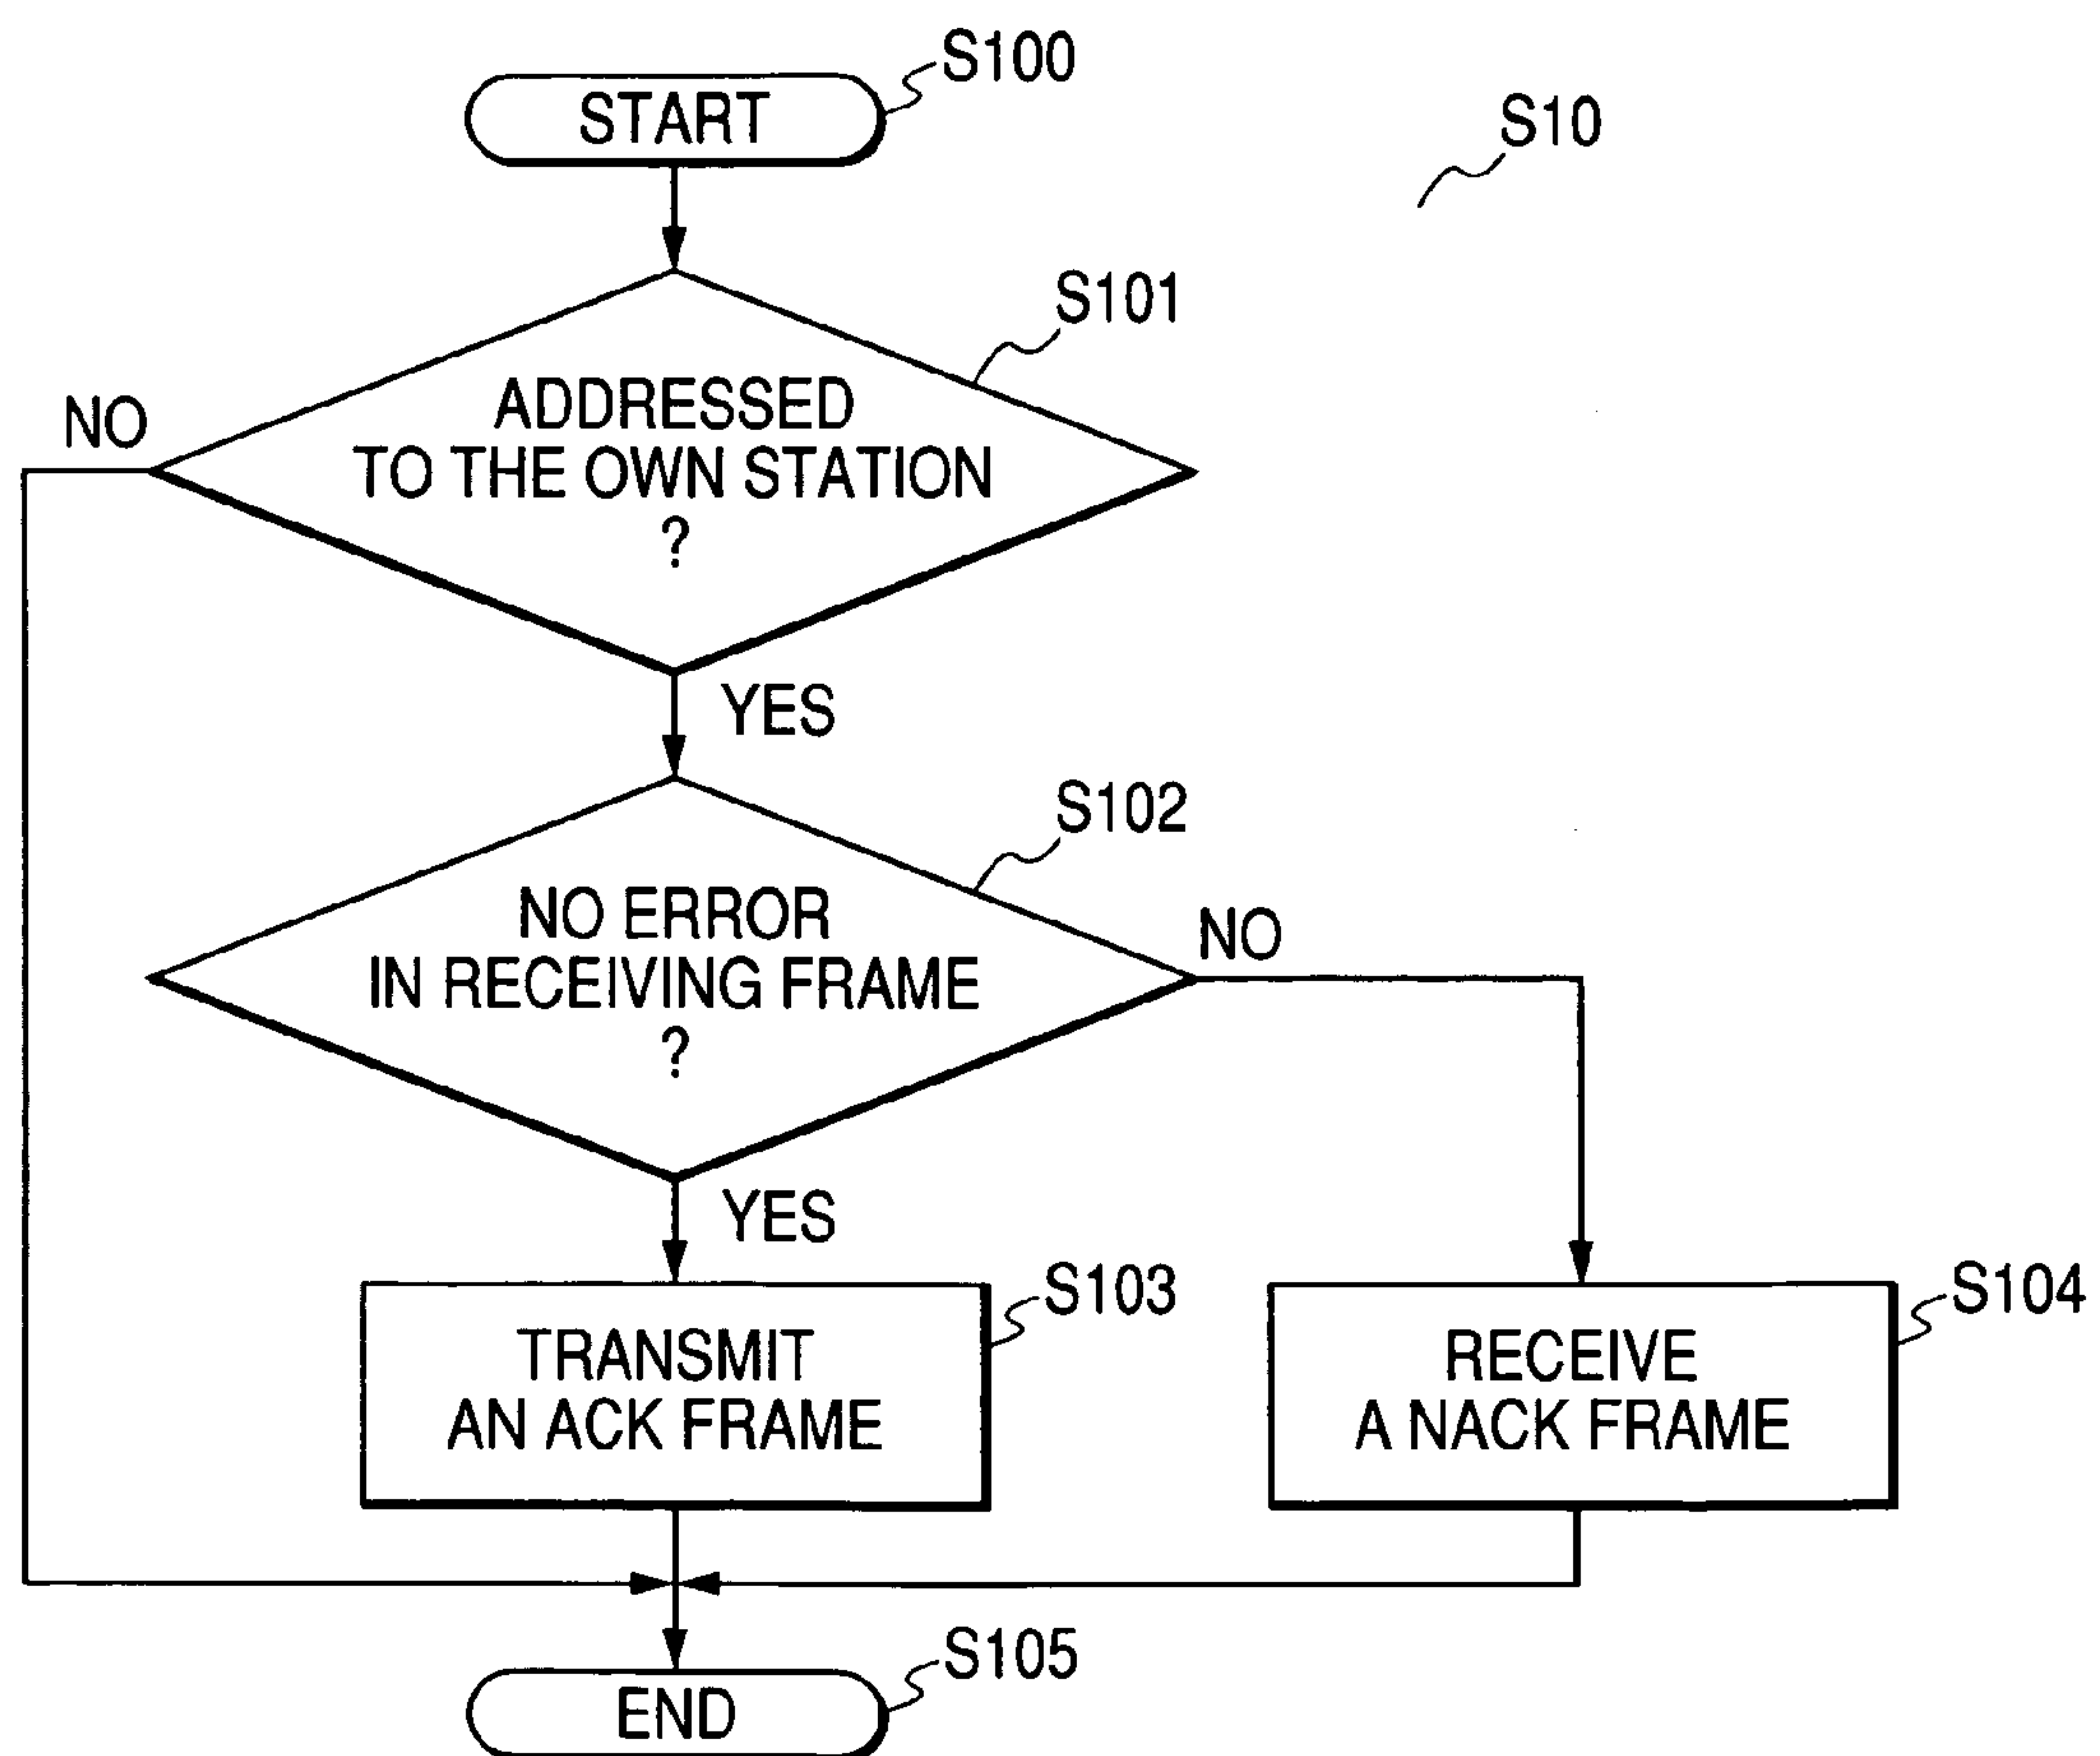 S100
START
S10
S101
NO
ADDRESSED
TO THE OWN STATION
?
YES
S102
NO ERROR
IN RECEIVING FRAME
?
NO
YES
S103
TRANSMIT
AN ACK FRAME
S104
RECEIVE
A NACK FRAME
S105
END